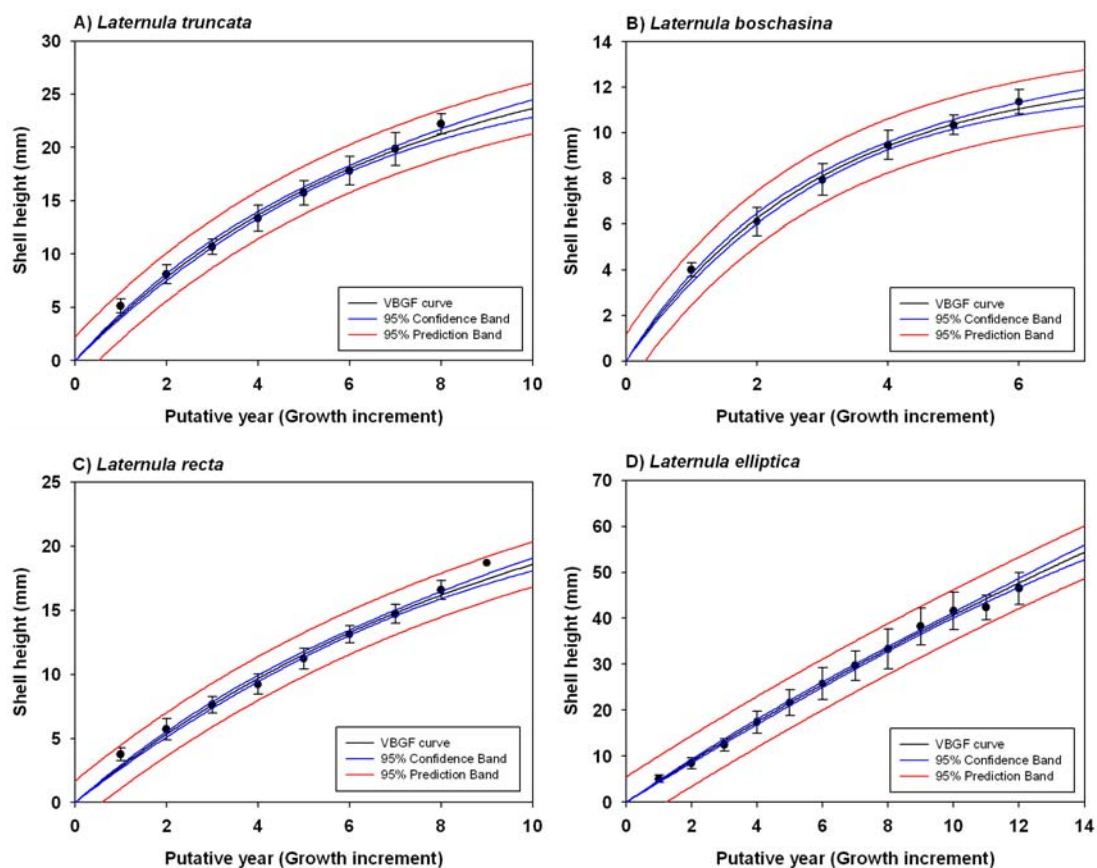 A) Laternula truncata
30
25
20
15
10
5
0
Shell height (mm)
0 2 4 6 8 10
Putative year (Growth increment)
VBGF curve
95% Confidence Band
95% Prediction Band
B) Laternula boschasina
14
12
10
8
6
4
2
0
Shell height (mm)
0 2 4 6
Putative year (Growth increment)
VBGF curve
95% Confidence Band
95% Prediction Band
C) Laternula recta
25
20
15
10
5
0
Shell height (mm)
0 2 4 6 8 10
Putative year (Growth increment)
VBGF curve
95% Confidence Band
95% Prediction Band
D) Laternula elliptica
70
60
50
40
30
20
10
0
Shell height (mm)
0 2 4 6 8 10 12 14
Putative year (Growth increment)
VBGF curve
95% Confidence Band
95% Prediction Band